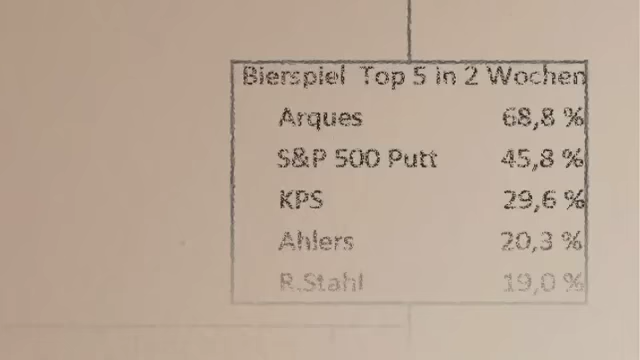 Bierspiel Top 5 in 2 Wochen
Arques 68,8 %
S&P 500 Putt 45,8 %
KPS 29,6 %
Ahlers 20,3 %
R.Stahl 19,0 %